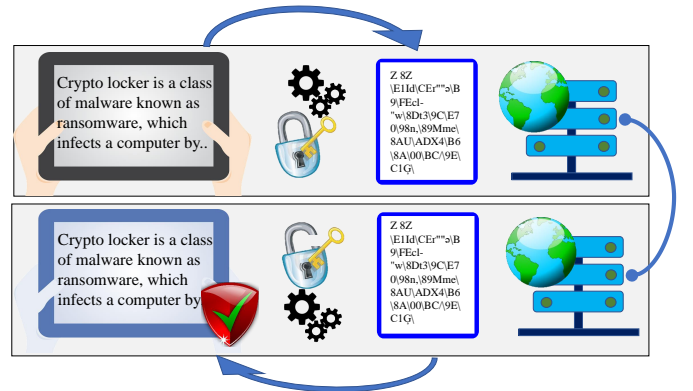 Crypto locker is a class
of malware known as
ransomware, which
infects a computer by..
Z 8Z
\E1Id\CEr""ə\B
9\FEcl-
"w\8Dt3\9C\E7
0\98n,\89Mme\
8AU\ADX4\B6
\8A\00\BC/\9E\
C1Ģ\
Crypto locker is a class
of malware known as
ransomware, which
infects a computer by
Z 8Z
\E1Id\CEr""ə\B
9\FEcl-
"w\8Dt3\9C\E7
0\98n,\89Mme\
8AU\ADX4\B6
\8A\00\BC/\9E\
C1Ģ\